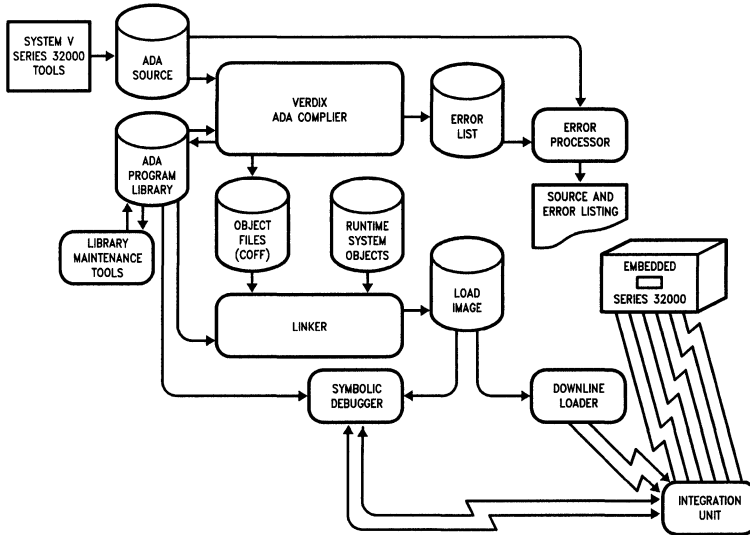 SYSTEM V
SERIES 32000
TOOLS
ADA
SOURCE
VERDIX
ADA COMPLIER
ERROR
LIST
ERROR
PROCESSOR
ADA
PROGRAM
LIBRARY
SOURCE AND
ERROR LISTING
OBJECT
FILES
(COFF)
RUNTIME
SYSTEM
OBJECTS
LIBRARY
MAINTENANCE
TOOLS
LOAD
IMAGE
EMBEDDED
SERIES 32000
LINKER
SYMBOLIC
DEBUGGER
DOWNLINE
LOADER
INTEGRATION
UNIT